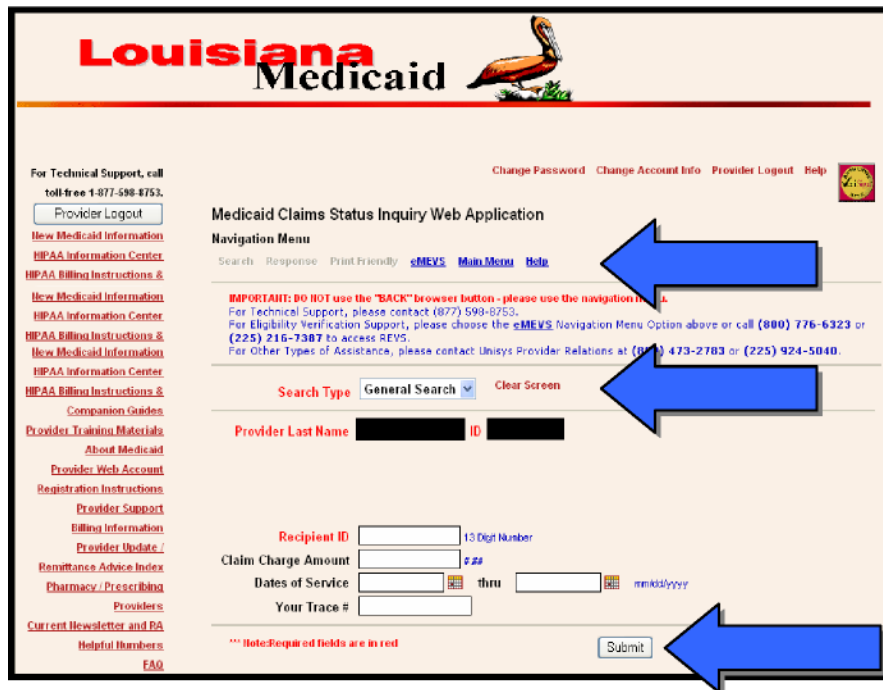 Louisiana
Medicaid
For Technical Support, call
toll-free 1-877-598-8753.
Provider Logout
New Medicaid Information
HIPAA Information Center
HIPAA Billing Instructions &
New Medicaid Information
HIPAA Information Center
HIPAA Billing Instructions &
New Medicaid Information
HIPAA Information Center
HIPAA Billing Instructions &
Companion Guides
Provider Training Materials
About Medicaid
Provider Web Account
Registration Instructions
Provider Support
Billing Information
Provider Update /
Remittance Advice Index
Pharmacy / Prescribing
Providers
Current Newsletter and RA
Helpful Numbers
FAQ
Change Password Change Account Info Provider Logout Help
Medicaid Claims Status Inquiry Web Application
Navigation Menu
Search Response Print Friendly eMEVS Main Menu Help
IMPORTANT: DO NOT use the "BACK" browser button - please use the navigation menu.
For Technical Support, please contact (877) 598-8753.
For Eligibility Verification Support, please choose the eMEVS Navigation Menu Option above or call (800) 776-6323 or
(225) 216-7387 to access REVS.
For Other Types of Assistance, please contact Unisys Provider Relations at 473-2783 or (225) 924-5040.
Search Type General Search Clear Screen
Provider Last Name ID
Recipient ID 13 Digit Number
Claim Charge Amount #.##
Dates of Service thru mm/dd/yyyy
Your Trace #
*** Note:Required fields are in red
Submit